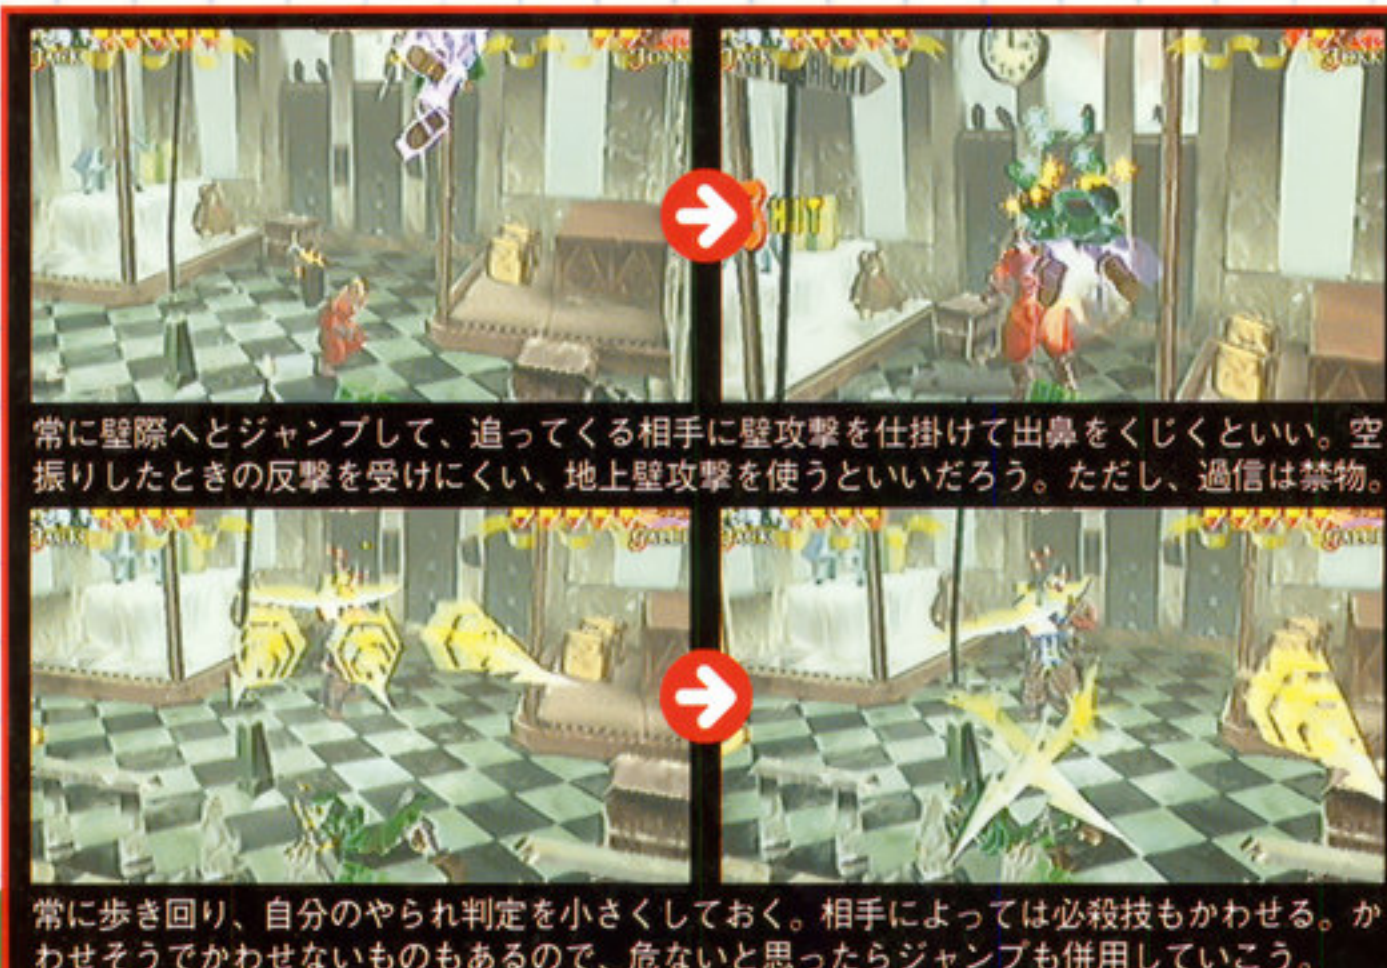 JACK
JACK
3 HIT
常に壁際へとジャンプして、追ってくる相手に壁攻撃を仕掛けて出鼻をくじくといい。空
振りしたときの反撃を受けにくい、地上壁攻撃を使うといいだろう。ただし、過信は禁物。
JACK
JACK
常に歩き回り、自分のやられ判定を小さくしておく。相手によっては必殺技もかわせる。か
わせそうでかわせないものもあるので、危ないと思ったらジャンプも併用していこう。